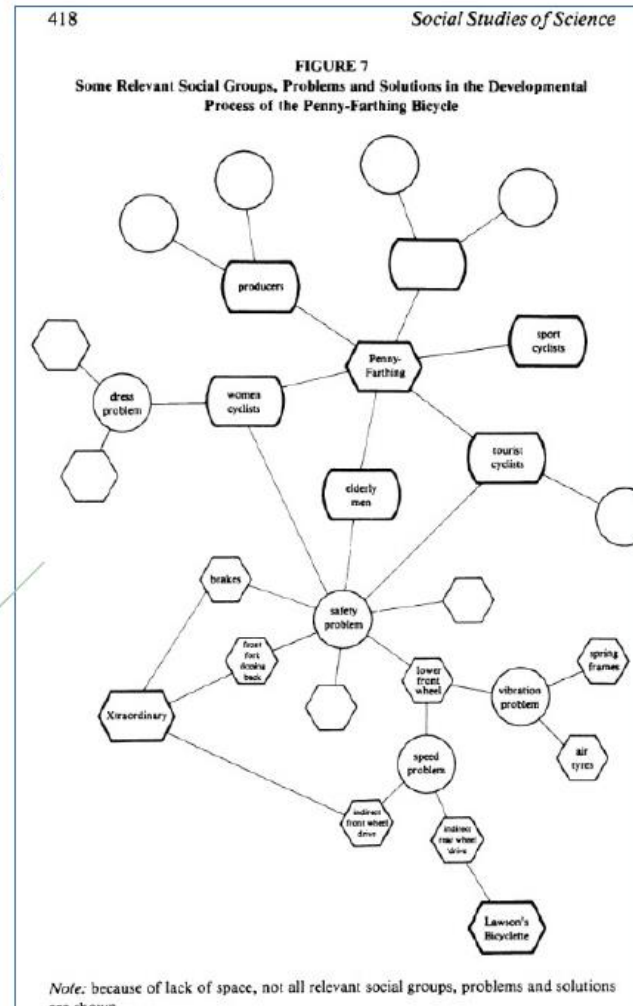 418
Social Studies of Science
FIGURE 7
Some Relevant Social Groups, Problems and Solutions in the Developmental
Process of the Penny-Farthing Bicycle
producers
sport
cyclists
Penny-
Farthing
dress
problem
women
cyclists
tourist
cyclists
elderly
men
brakes
safety
problem
front
fork
sloping
back
lower
front
wheel
spring
frames
vibration
problem
Xtraordinary
air
tyres
speed
problem
indirect
front wheel
drive
indirect
rear wheel
drive
Lawson's
Bicyclette
Note: because of lack of space, not all relevant social groups, problems and solutions
are shown